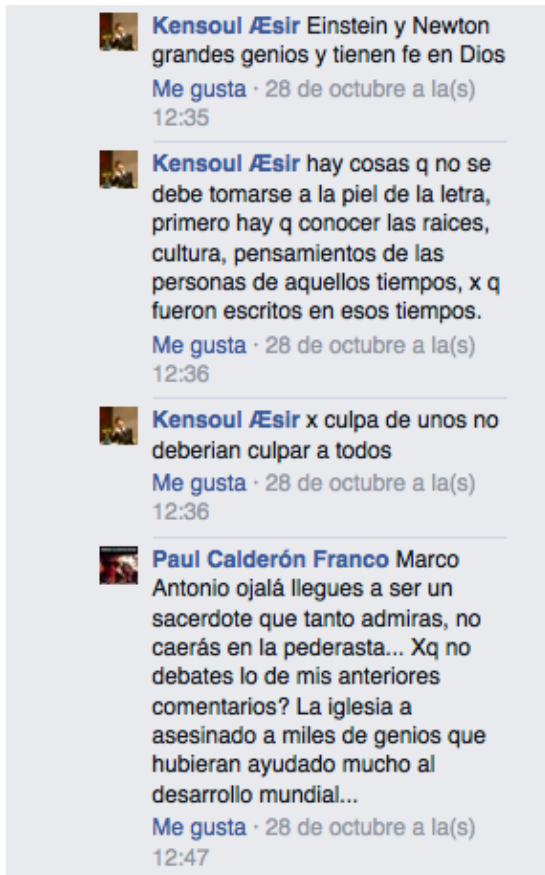 Kensoul Æsir Einstein y Newton
grandes genios y tienen fe en Dios
Me gusta · 28 de octubre a la(s)
12:35
Kensoul Æsir hay cosas q no se
debe tomarse a la piel de la letra,
primero hay q conocer las raices,
cultura, pensamientos de las
personas de aquellos tiempos, x q
fueron escritos en esos tiempos.
Me gusta · 28 de octubre a la(s)
12:36
Kensoul Æsir x culpa de unos no
deberian culpar a todos
Me gusta · 28 de octubre a la(s)
12:36
Paul Calderón Franco Marco
Antonio ojalá llegues a ser un
sacerdote que tanto admiras, no
caerás en la pederasta... Xq no
debates lo de mis anteriores
comentarios? La iglesia a
asesinado a miles de genios que
hubieran ayudado mucho al
desarrollo mundial...
Me gusta · 28 de octubre a la(s)
12:47